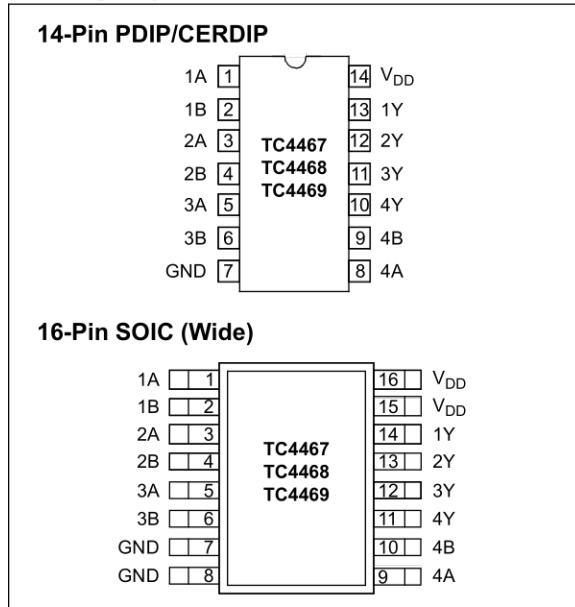 14-Pin PDIP/CERDIP
1A 1 14 VDD
1B 2 13 1Y
2A 3 TC4467 12 2Y
2B 4 TC4468 11 3Y
3A 5 TC4469 10 4Y
3B 6 9 4B
GND 7 8 4A
16-Pin SOIC (Wide)
1A 1 16 VDD
1B 2 15 VDD
2A 3 14 1Y
2B 4 TC4467 13 2Y
3A 5 TC4468 12 3Y
3B 6 TC4469 11 4Y
GND 7 10 4B
GND 8 9 4A